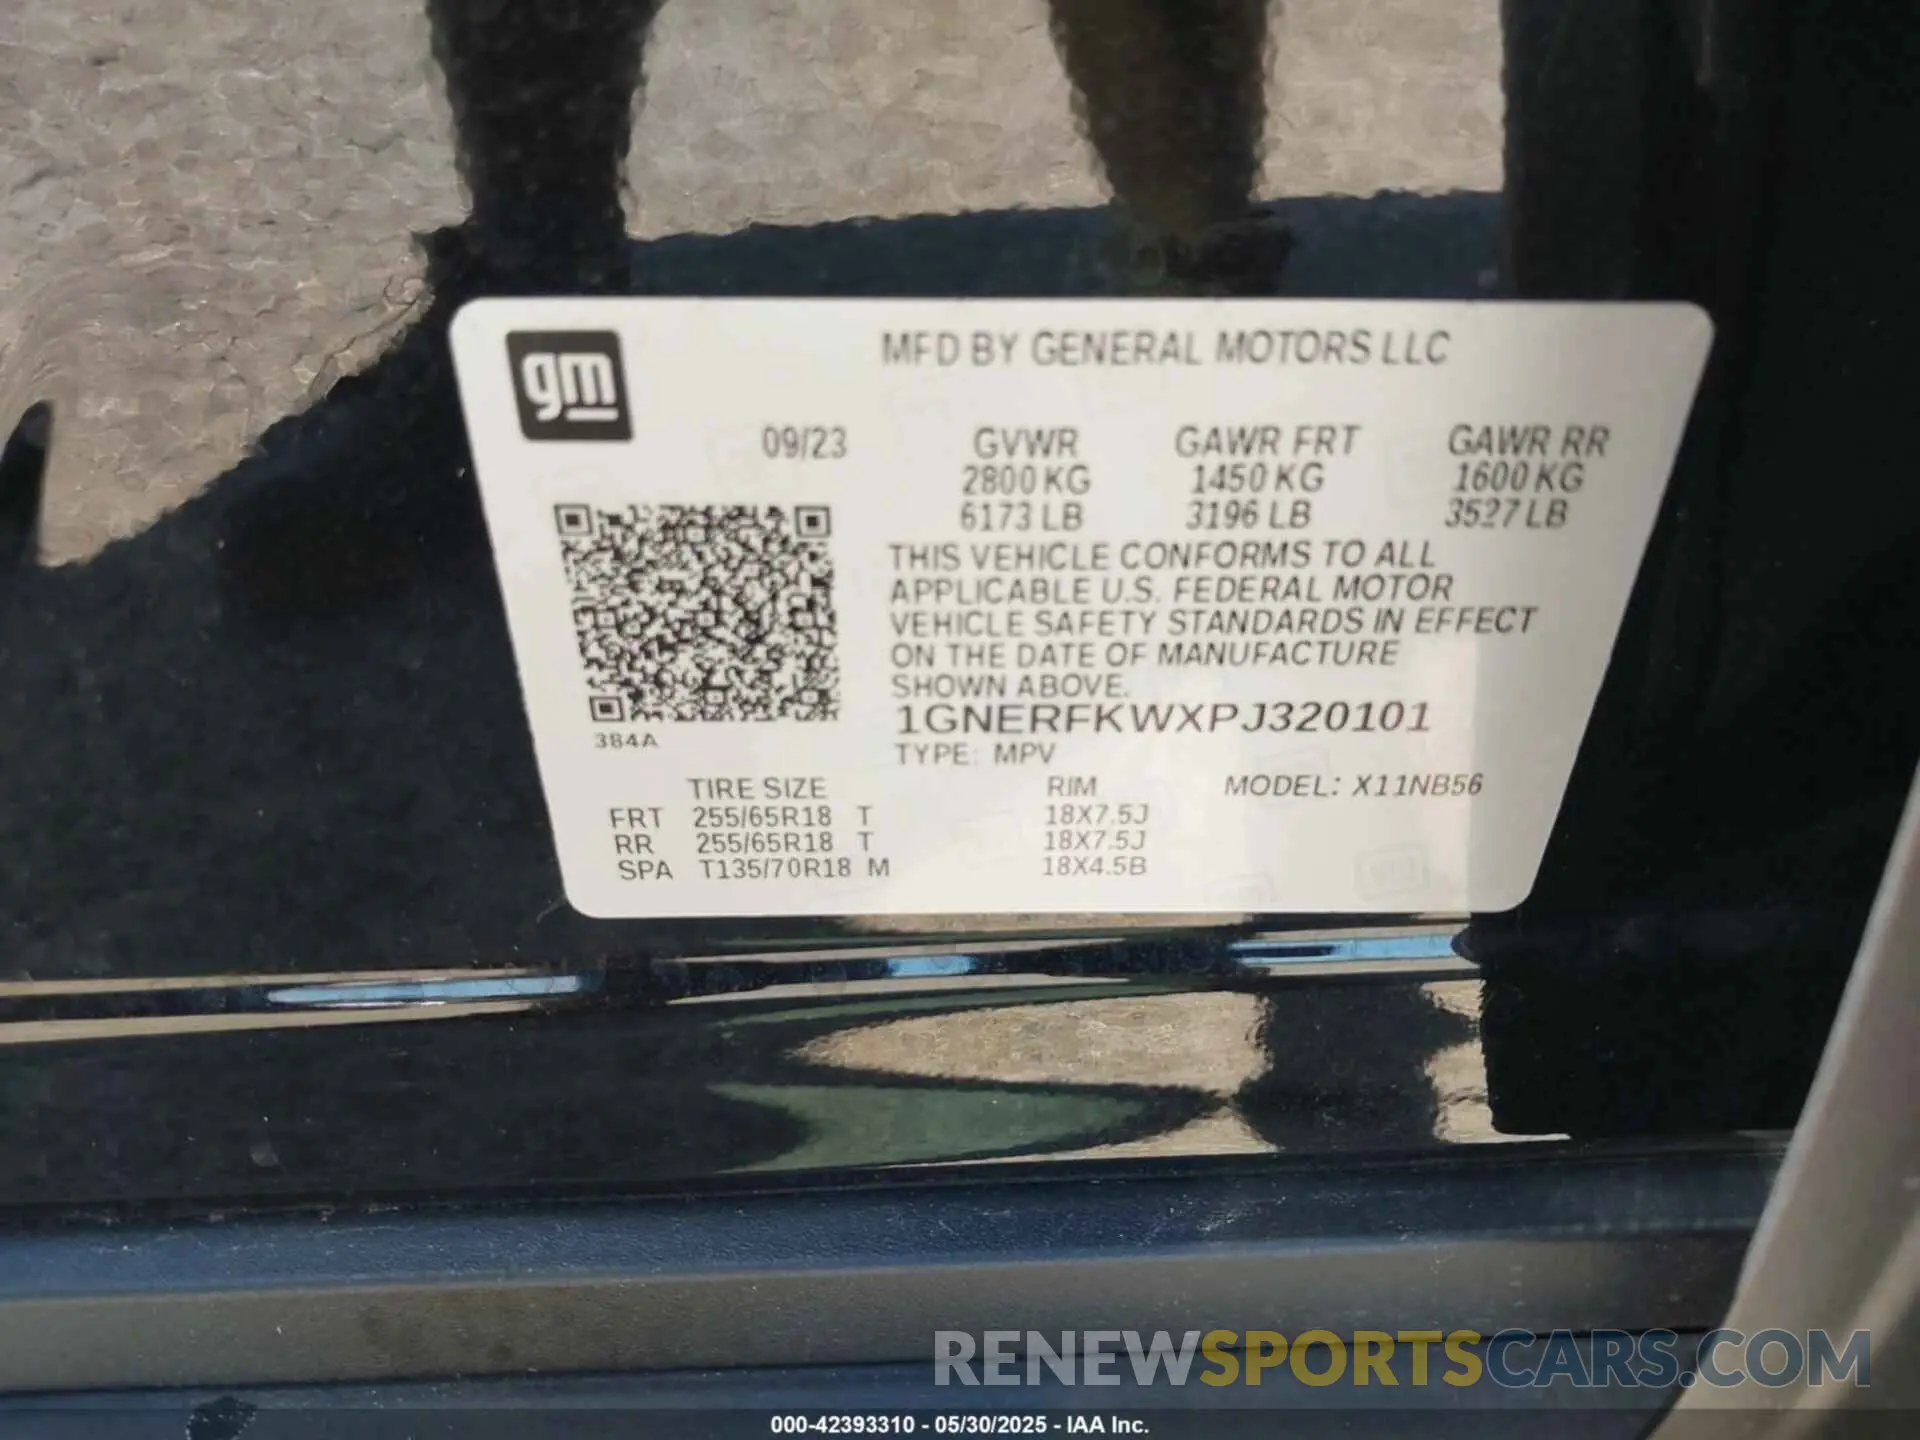 gm
MFD BY GENERAL MOTORS LLC
09/23
GVWR GAWR FRT GAWR RR
2800 KG 1450 KG 1600 KG
6173 LB 3196 LB 3527 LB
THIS VEHICLE CONFORMS TO ALL
APPLICABLE U.S. FEDERAL MOTOR
VEHICLE SAFETY STANDARDS IN EFFECT
ON THE DATE OF MANUFACTURE
SHOWN ABOVE.
1GNERFKWXPJ320101
384A
TYPE: MPV
TIRE SIZE RIM MODEL: X11NB56
FRT 255/65R18 T 18X7.5J
RR 255/65R18 T 18X7.5J
SPA T135/70R18 M 18X4.5B
RENEWSPORTSCARS.COM
000-42393310 - 05/30/2025 - IAA Inc.